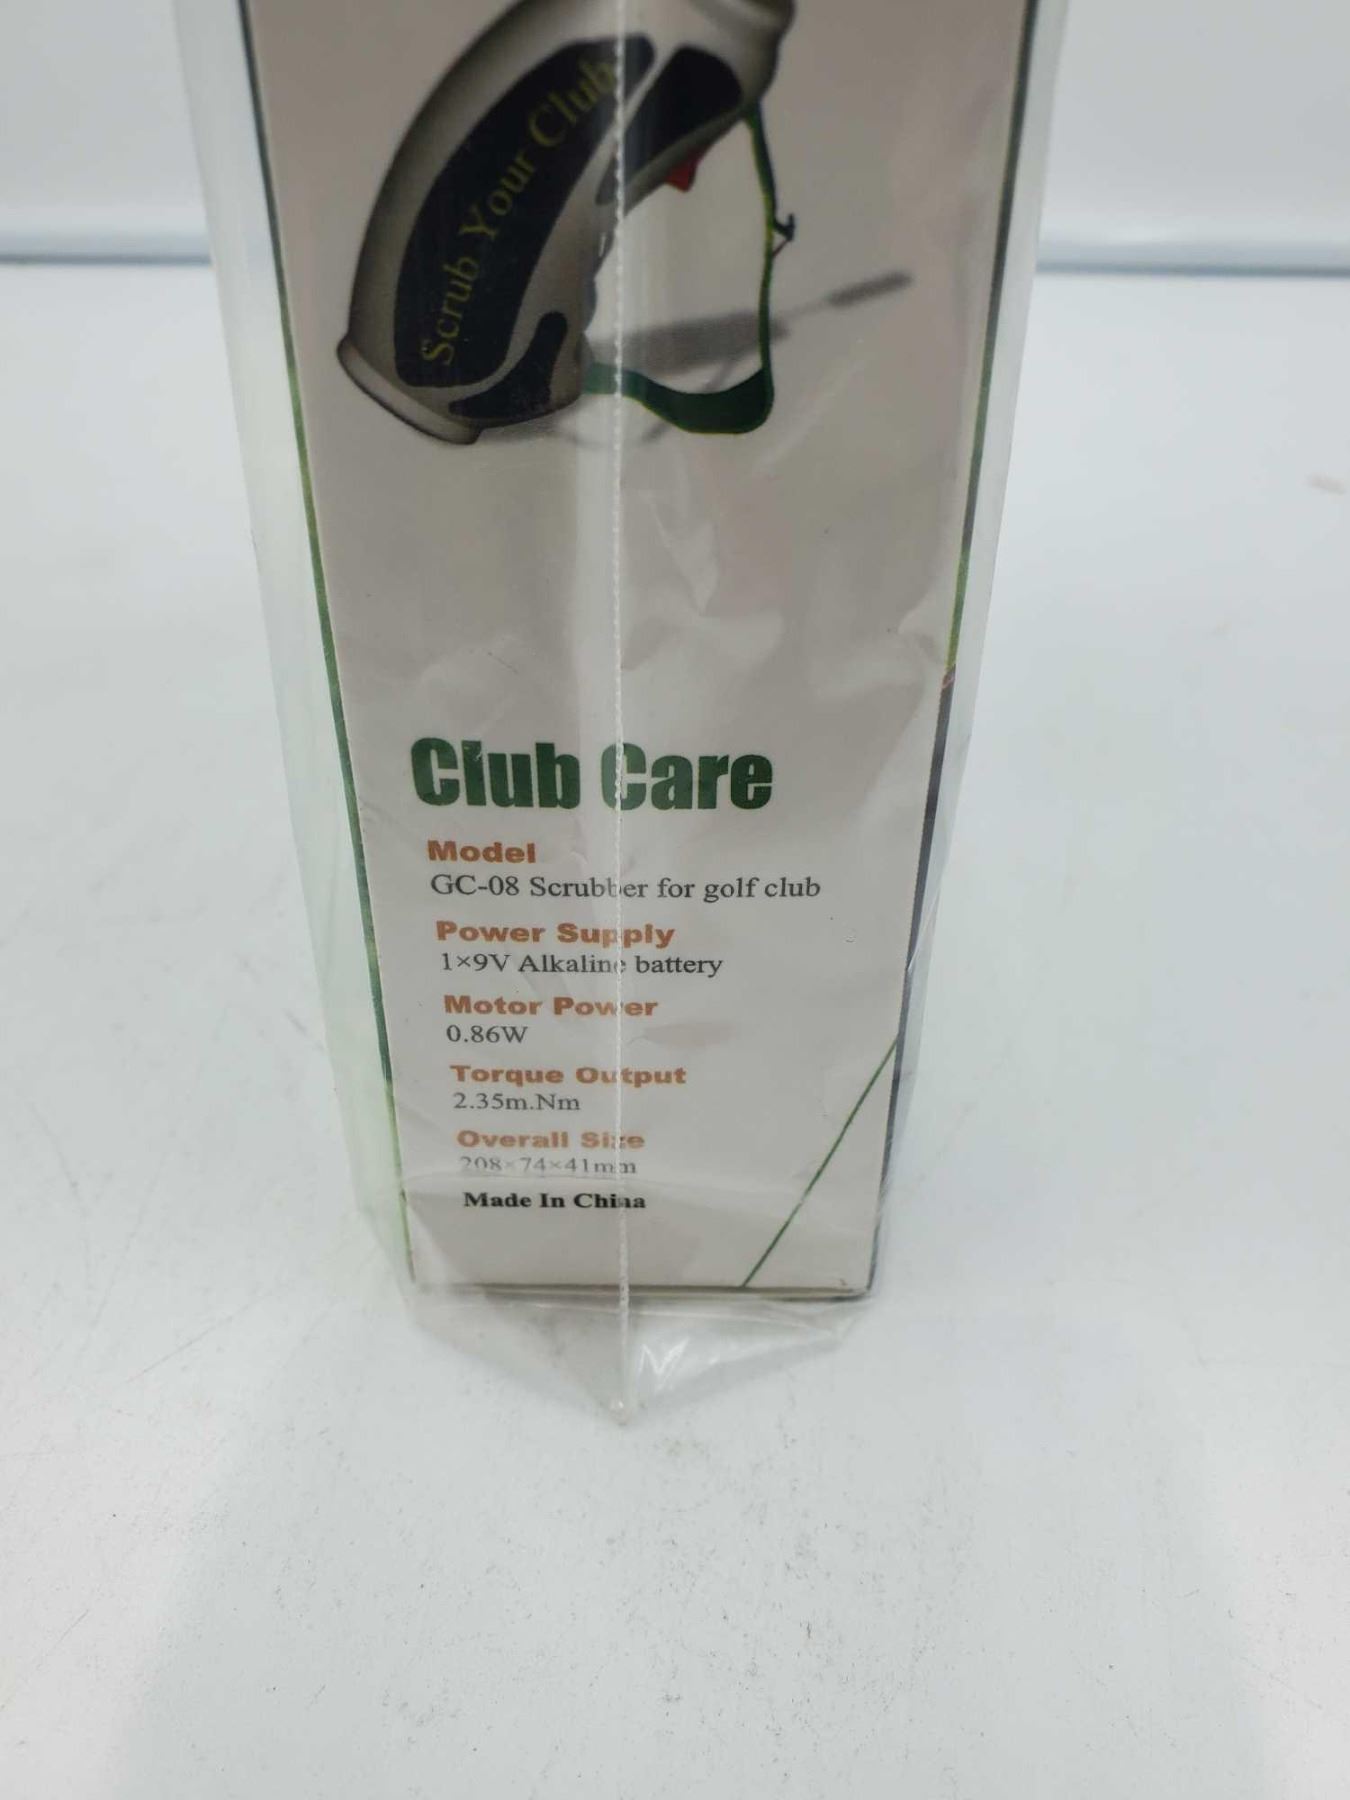 Scrub Your Club
Club Care
Model
GC-08 Scrubber for golf club
Power Supply
1×9V Alkaline battery
Motor Power
0.86W
Torque Output
2.35m.Nm
Overall Size
208×74×41mm
Made In China